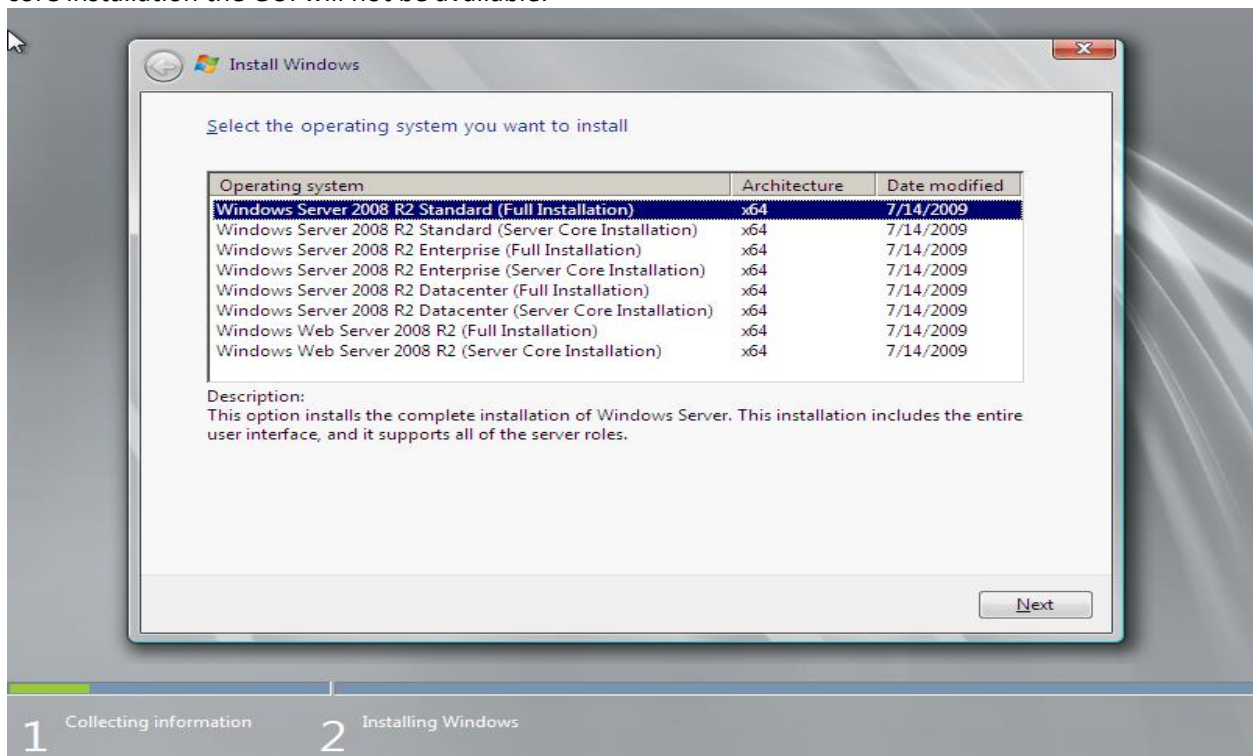 core installation the GUI will not be available.
Install Windows
Select the operating system you want to install
Operating system Architecture Date modified
Windows Server 2008 R2 Standard (Full Installation) x64 7/14/2009
Windows Server 2008 R2 Standard (Server Core Installation) x64 7/14/2009
Windows Server 2008 R2 Enterprise (Full Installation) x64 7/14/2009
Windows Server 2008 R2 Enterprise (Server Core Installation) x64 7/14/2009
Windows Server 2008 R2 Datacenter (Full Installation) x64 7/14/2009
Windows Server 2008 R2 Datacenter (Server Core Installation) x64 7/14/2009
Windows Web Server 2008 R2 (Full Installation) x64 7/14/2009
Windows Web Server 2008 R2 (Server Core Installation) x64 7/14/2009
Description:
This option installs the complete installation of Windows Server. This installation includes the entire
user interface, and it supports all of the server roles.
Next
1 Collecting information 2 Installing Windows